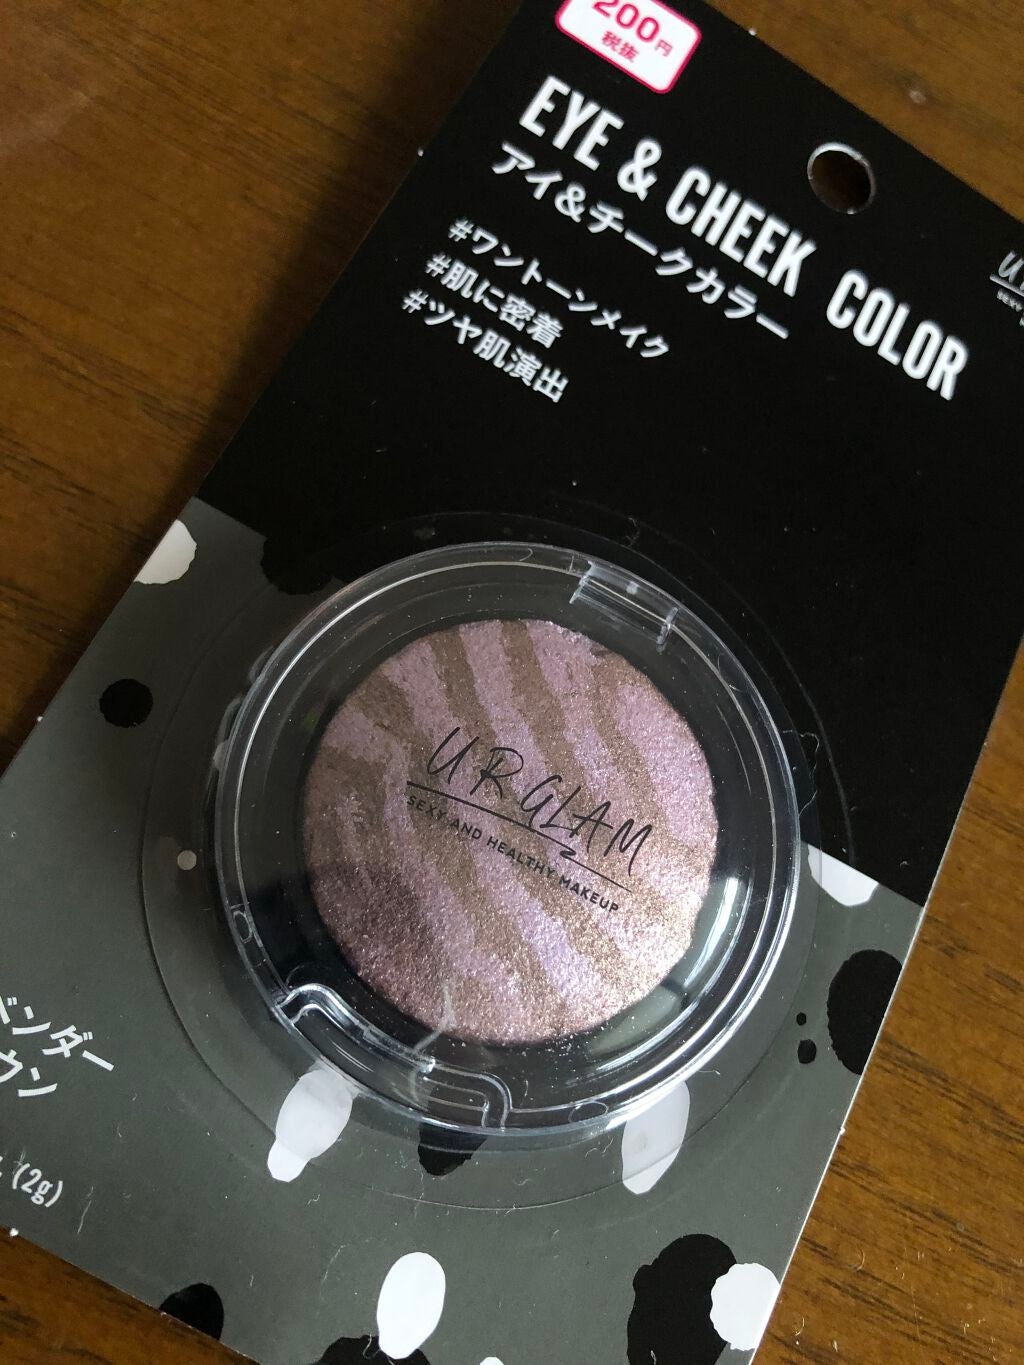 200円
税抜
EYE & CHEEK COLOR
アイ&チークカラー
#ワントーンメイク
#肌に密着
#ツヤ肌演出
UR GLAM
SEXY AND HEALTHY MAKEUP
ベンダー
ウン
(2g)